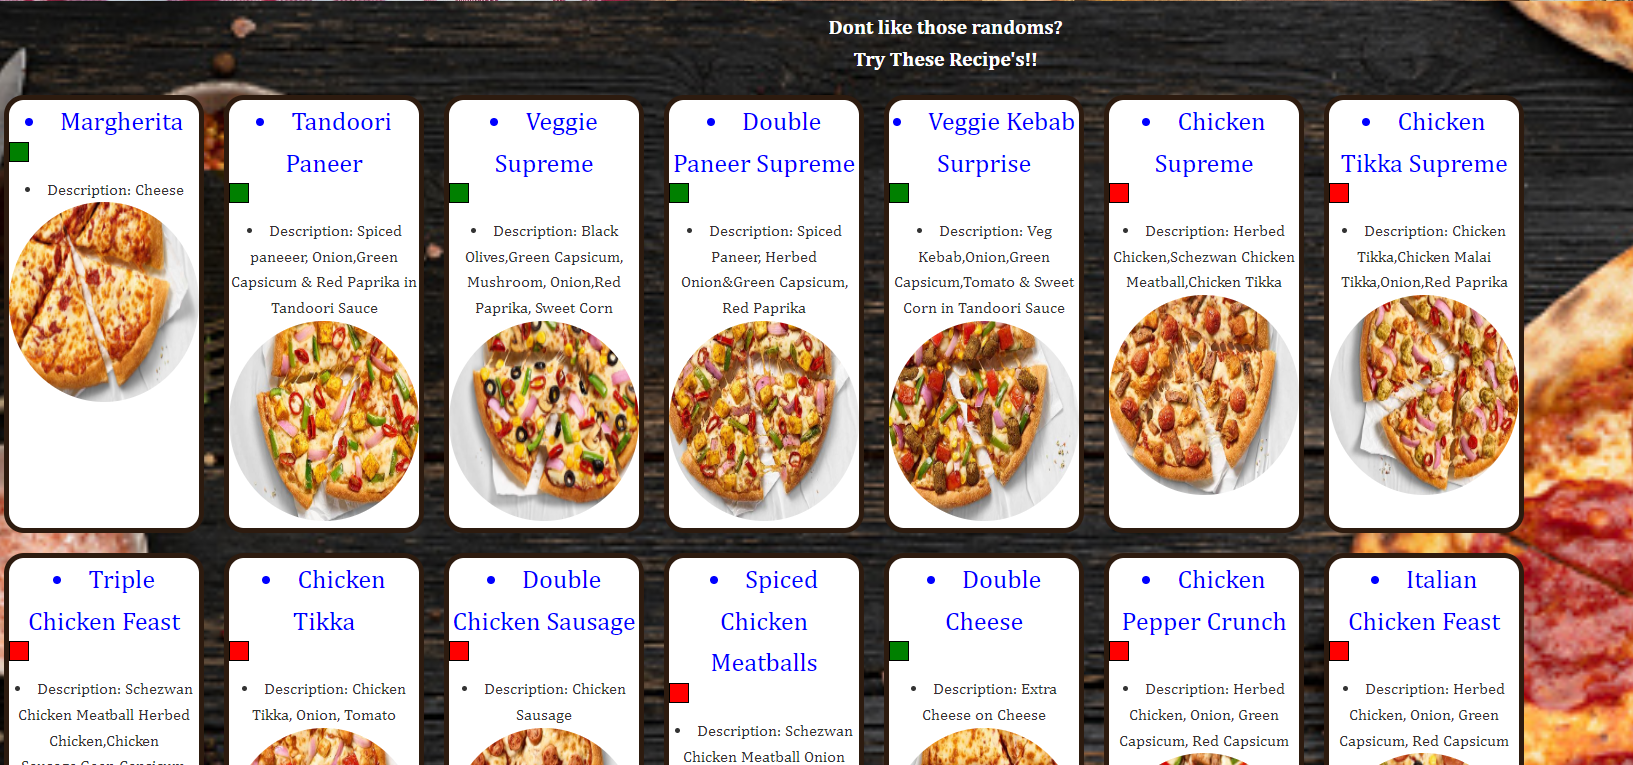 Dont like those randoms?
Try These Recipe's!!
• Margherita
• Description: Cheese
• Tandoori
Paneer
• Description: Spiced
paneeer, Onion,Green
Capsicum & Red Paprika in
Tandoori Sauce
• Veggie
Supreme
• Description: Black
Olives,Green Capsicum,
Mushroom, Onion,Red
Paprika, Sweet Corn
• Double
Paneer Supreme
• Description: Spiced
Paneer, Herbed
Onion&Green Capsicum,
Red Paprika
• Veggie Kebab
Surprise
• Description: Veg
Kebab,Onion,Green
Capsicum,Tomato & Sweet
Corn in Tandoori Sauce
• Chicken
Supreme
• Description: Herbed
Chicken,Schezwan Chicken
Meatball,Chicken Tikka
• Chicken
Tikka Supreme
• Description: Chicken
Tikka,Chicken Malai
Tikka,Onion,Red Paprika
• Triple
Chicken Feast
• Description: Schezwan
Chicken Meatball Herbed
Chicken,Chicken
• Chicken
Tikka
• Description: Chicken
Tikka, Onion, Tomato
• Double
Chicken Sausage
• Description: Chicken
Sausage
• Spiced
Chicken
Meatballs
• Description: Schezwan
Chicken Meatball Onion
• Double
Cheese
• Description: Extra
Cheese on Cheese
• Chicken
Pepper Crunch
• Description: Herbed
Chicken, Onion, Green
Capsicum, Red Capsicum
• Italian
Chicken Feast
• Description: Herbed
Chicken, Onion, Green
Capsicum, Red Capsicum